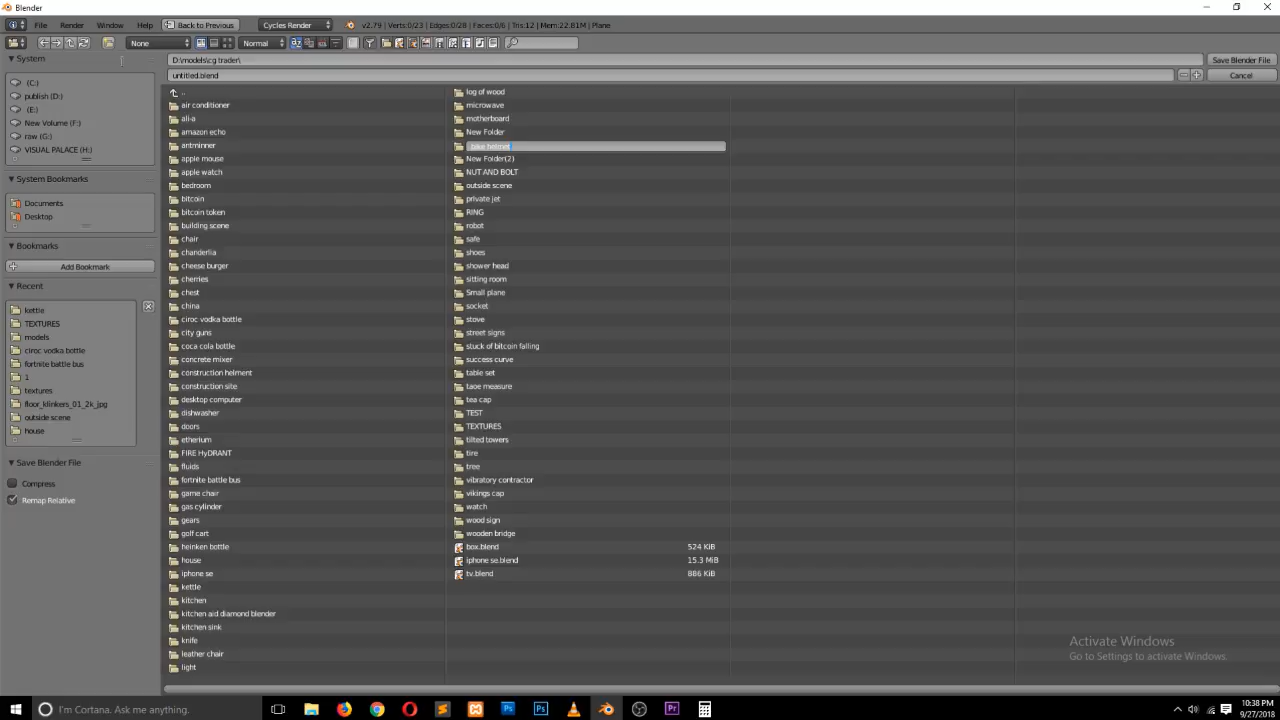 Blender
File Render Window Help Back to Previous Cycles Render v2.79 | Verts:0/23 | Edges:0/28 | Faces:0/6 | Tris:12 | Mem:22.81M | Plane
None Normal
System
D:\models\cg trader\ Save Blender File
untitled.blend Cancel
(C:)
publish (D:)
(E:)
New Volume (F:)
raw (G:)
VISUAL PALACE (H:)
System Bookmarks
Documents
Desktop
Bookmarks
Add Bookmark
Recent
kettle
TEXTURES
models
ciroc vodka bottle
fortnite battle bus
1
textures
floor_klinkers_01_2k_jpg
outside scene
house
Save Blender File
Compress
Remap Relative
..
air conditioner
ali-a
amazon echo
antminner
apple mouse
apple watch
bedroom
bitcoin
bitcoin token
building scene
chair
chanderlia
cheese burger
cherries
chest
china
ciroc vodka bottle
city guns
coca cola bottle
concrete mixer
construction helment
construction site
desktop computer
dishwasher
doors
etherium
FIRE HyDRANT
fluids
fortnite battle bus
game chair
gas cylinder
gears
golf cart
heinken bottle
house
iphone se
kettle
kitchen
kitchen aid diamond blender
kitchen sink
knife
leather chair
light
log of wood
microwave
motherboard
New Folder
bike helmet
New Folder(2)
NUT AND BOLT
outside scene
private jet
RING
robot
safe
shoes
shower head
sitting room
Small plane
socket
stove
street signs
stuck of bitcoin falling
success curve
table set
taoe measure
tea cap
TEST
TEXTURES
tilted towers
tire
tree
vibratory contractor
vikings cap
watch
wood sign
wooden bridge
box.blend 524 KiB
iphone se.blend 15.3 MiB
tv.blend 886 KiB
Activate Windows
Go to Settings to activate Windows.
I'm Cortana. Ask me anything.
10:38 PM
9/27/2018